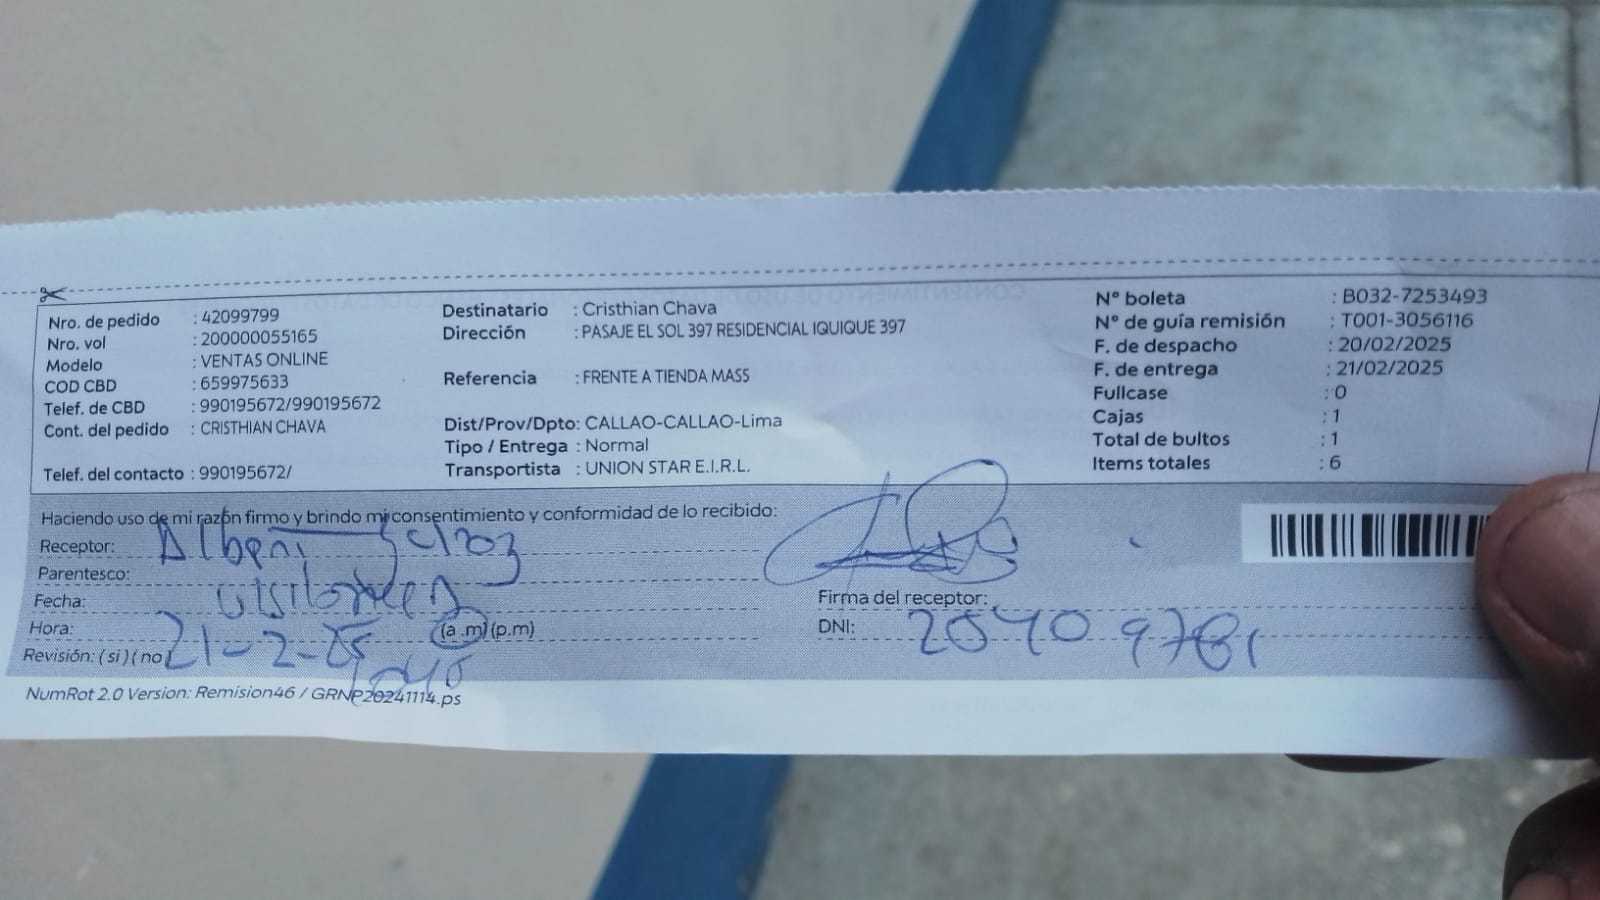 Nro. de pedido : 42099799
Nro. vol : 200000055165
Modelo : VENTAS ONLINE
COD CBD : 659975633
Telef. de CBD : 990195672/990195672
Cont. del pedido : CRISTHIAN CHAVA
Telef. del contacto : 990195672/
Destinatario : Cristhian Chava
Dirección : PASAJE EL SOL 397 RESIDENCIAL IQUIQUE 397
Referencia : FRENTE A TIENDA MASS
Dist/Prov/Dpto: CALLAO-CALLAO-Lima
Tipo / Entrega : Normal
Transportista : UNION STAR E.I.R.L.
N° boleta : B032-7253493
N° de guía remisión : T001-3056116
F. de despacho : 20/02/2025
F. de entrega : 21/02/2025
Fullcase : 0
Cajas : 1
Total de bultos : 1
Items totales : 6
Haciendo uso de mi razón firmo y brindo mi consentimiento y conformidad de lo recibido:
Receptor:
Parentesco:
Fecha:
Hora: 21-2-25 (a .m) (p.m)
Revisión: ( si ) ( no )
Firma del receptor:
DNI:
NumRot 2.0 Version: Remision46 / GRNP20241114.ps